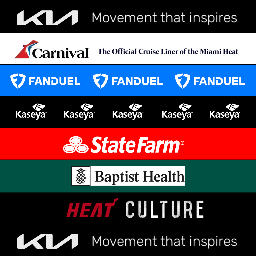 KIA Movement that inspires
Carnival The Official Cruise Liner of the Miami Heat
FANDUEL FANDUEL FANDUEL
Kaseya Kaseya Kaseya Kaseya Kaseya
State Farm
Baptist Health
HEAT CULTURE
KIA Movement that inspires